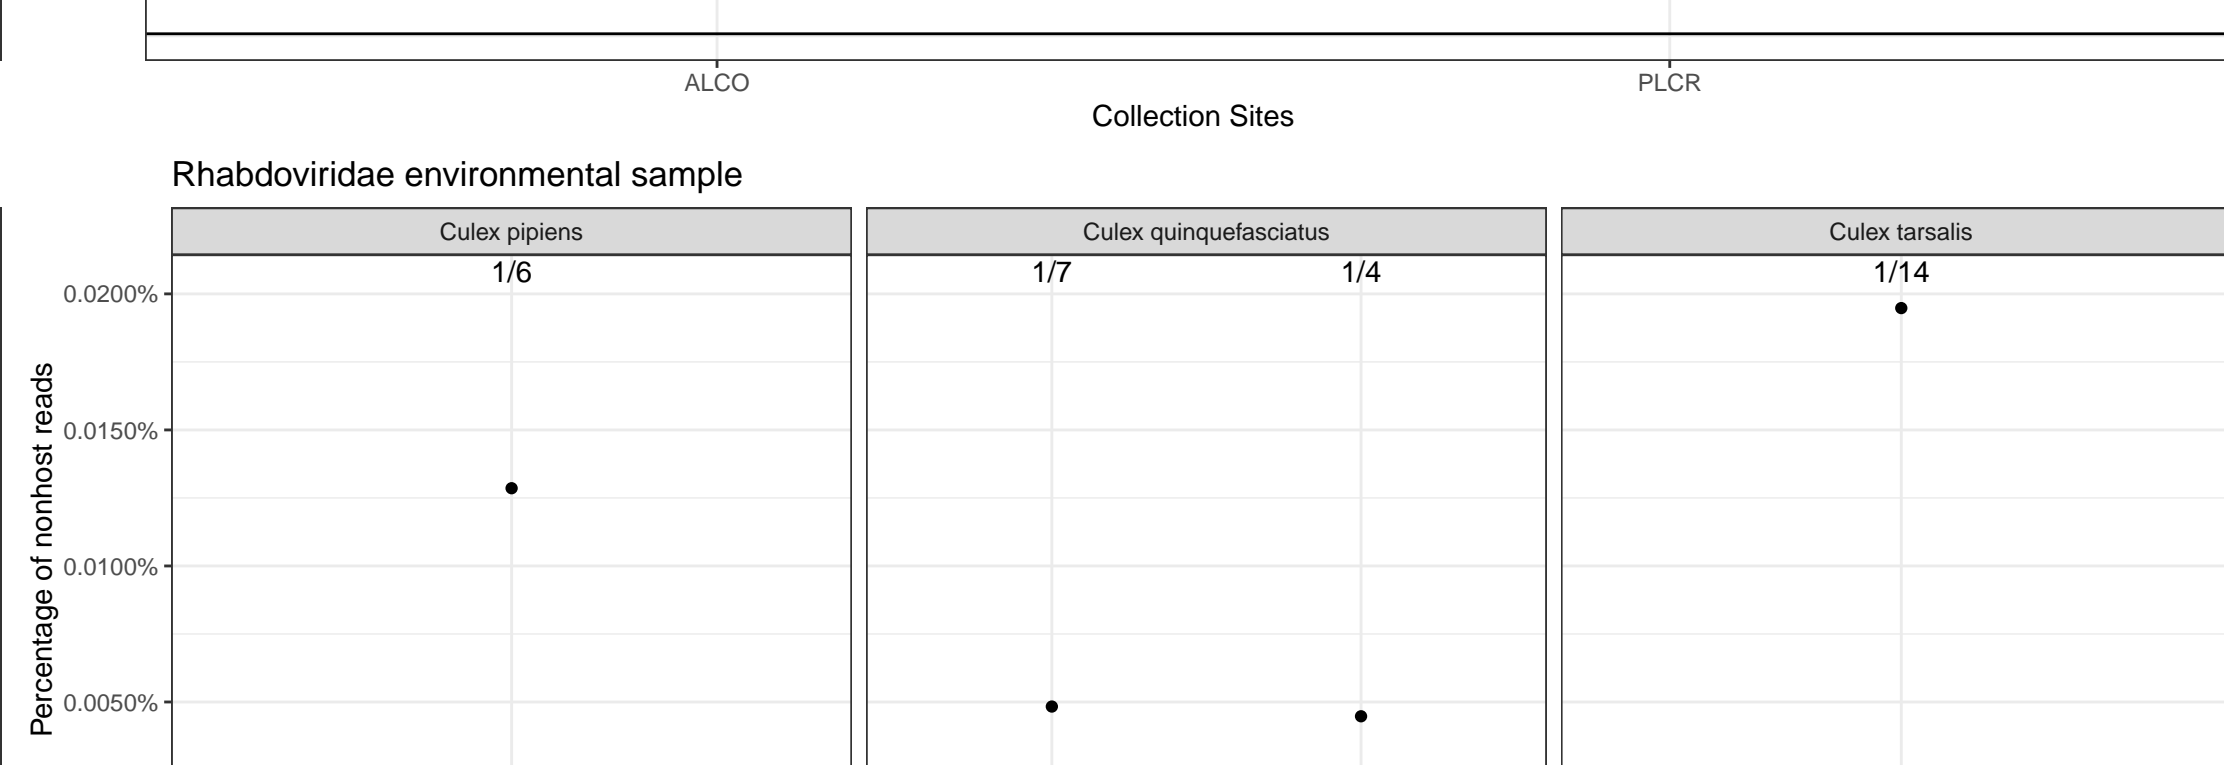 ALCO PLCR
Collection Sites
Rhabdoviridae environmental sample
Culex pipiens Culex quinquefasciatus Culex tarsalis
1/6 1/7 1/4 1/14
0.0200%
0.0150%
0.0100%
0.0050%
Percentage of nonhost reads